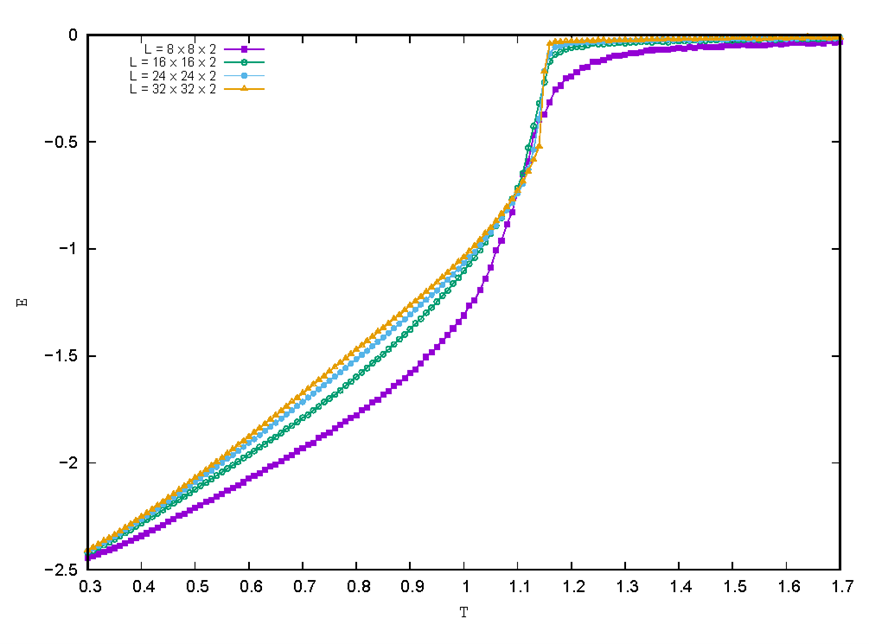 0
−0.5
−1
−1.5
−2
−2.5
E
L = 8 × 8 × 2
L = 16 × 16 × 2
L = 24 × 24 × 2
L = 32 × 32 × 2
0.3 0.4 0.5 0.6 0.7 0.8 0.9 1 1.1 1.2 1.3 1.4 1.5 1.6 1.7
T